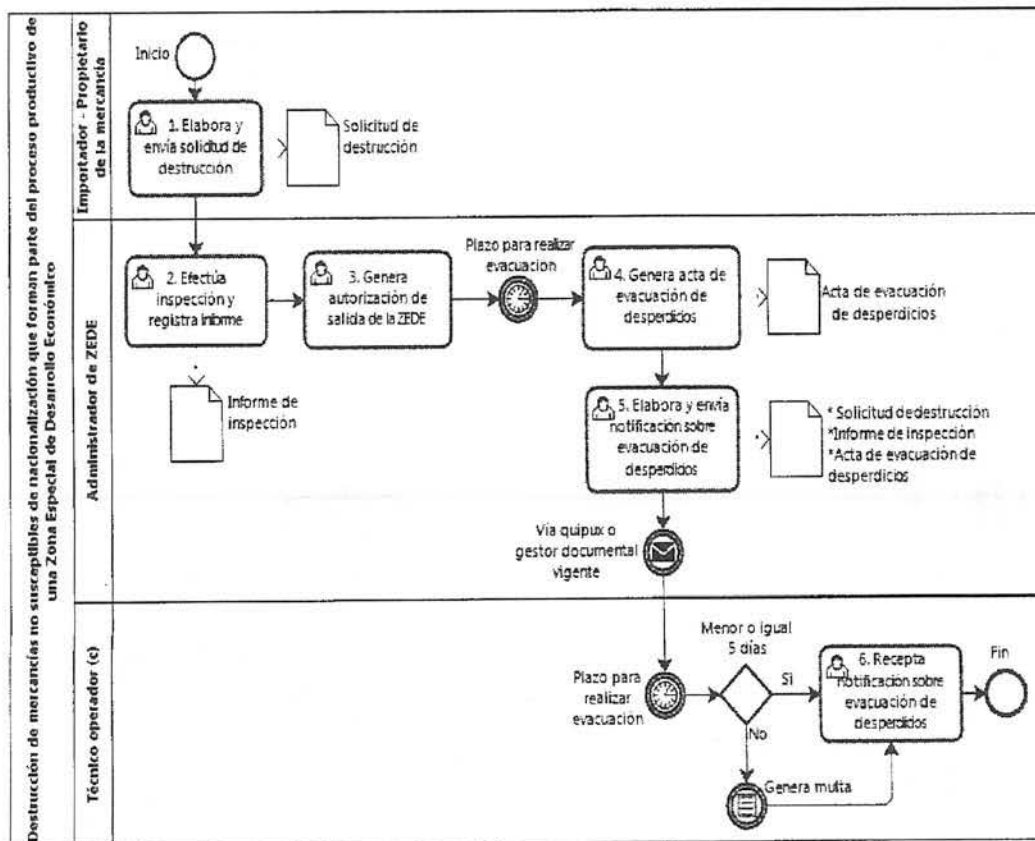 Destrucción de mercancías no susceptibles de nacionalización que forman parte del proceso productivo de
una Zona Especial de Desarrollo Económico
Importador - Propietario
de la mercancía
Inicio
1. Elabora y
envía solicitud de
destrucción
Solicitud de
destrucción
Administrador de ZEDE
2. Efectúa
inspección y
registra informe
Informe de
inspección
3. Genera
autorización de
salida de la ZEDE
Plazo para realizar
evacuacion
4. Genera acta de
evacuación de
desperdicios
Acta de evacuación
de desperdicios
5. Elabora y envía
notificación sobre
evacuación de
desperdicios
* Solicitud de destrucción
*Informe de inspección
*Acta de evacuación de
desperdicios
Vía quipux o
gestor documental
vigente
Técnico operador (c)
Plazo para
realizar
evacuación
Menor o igual
5 días
Sì
No
Genera multa
6. Recepta
notificación sobre
evacuación de
desperdicios
Fin